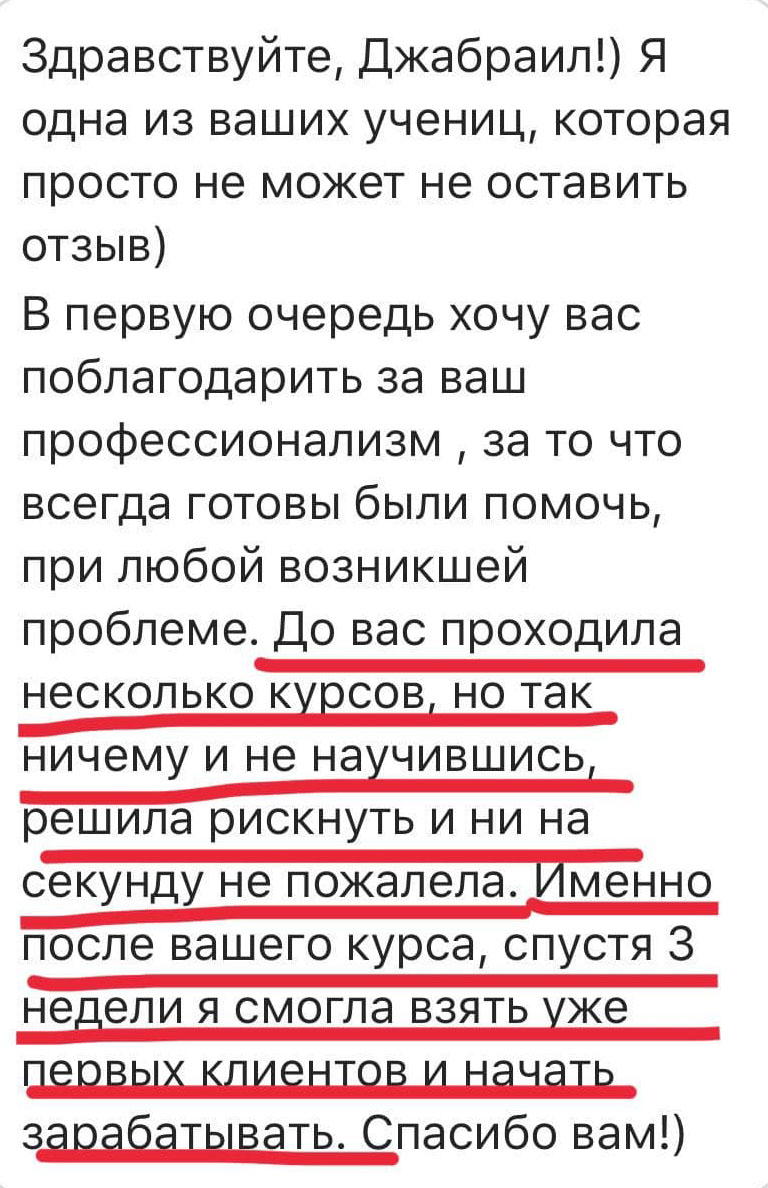 Здравствуйте, Джабраил!) Я
одна из ваших учениц, которая
просто не может не оставить
отзыв)
В первую очередь хочу вас
поблагодарить за ваш
профессионализм , за то что
всегда готовы были помочь,
при любой возникшей
проблеме. До вас проходила
несколько курсов, но так
ничему и не научившись,
решила рискнуть и ни на
секунду не пожалела. Именно
после вашего курса, спустя 3
недели я смогла взять уже
первых клиентов и начать
зарабатывать. Спасибо вам!)